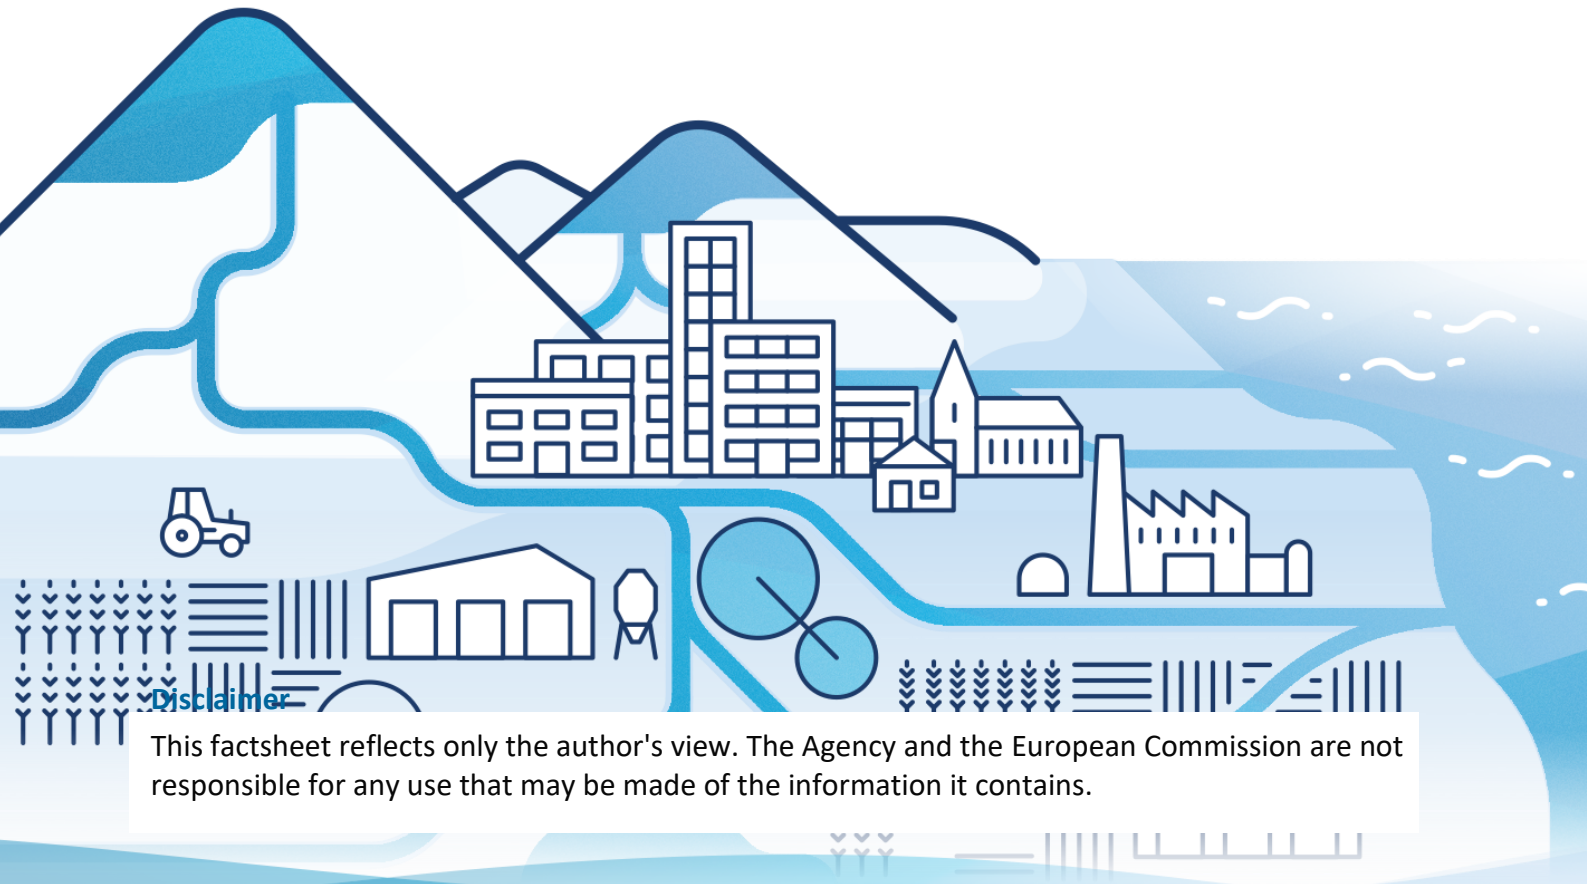 Disclaimer
This factsheet reflects only the author's view. The Agency and the European Commission are not
responsible for any use that may be made of the information it contains.